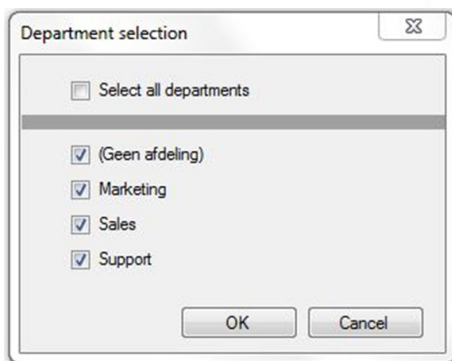 Department selection
Select all departments
(Geen afdeling)
Marketing
Sales
Support
OK
Cancel